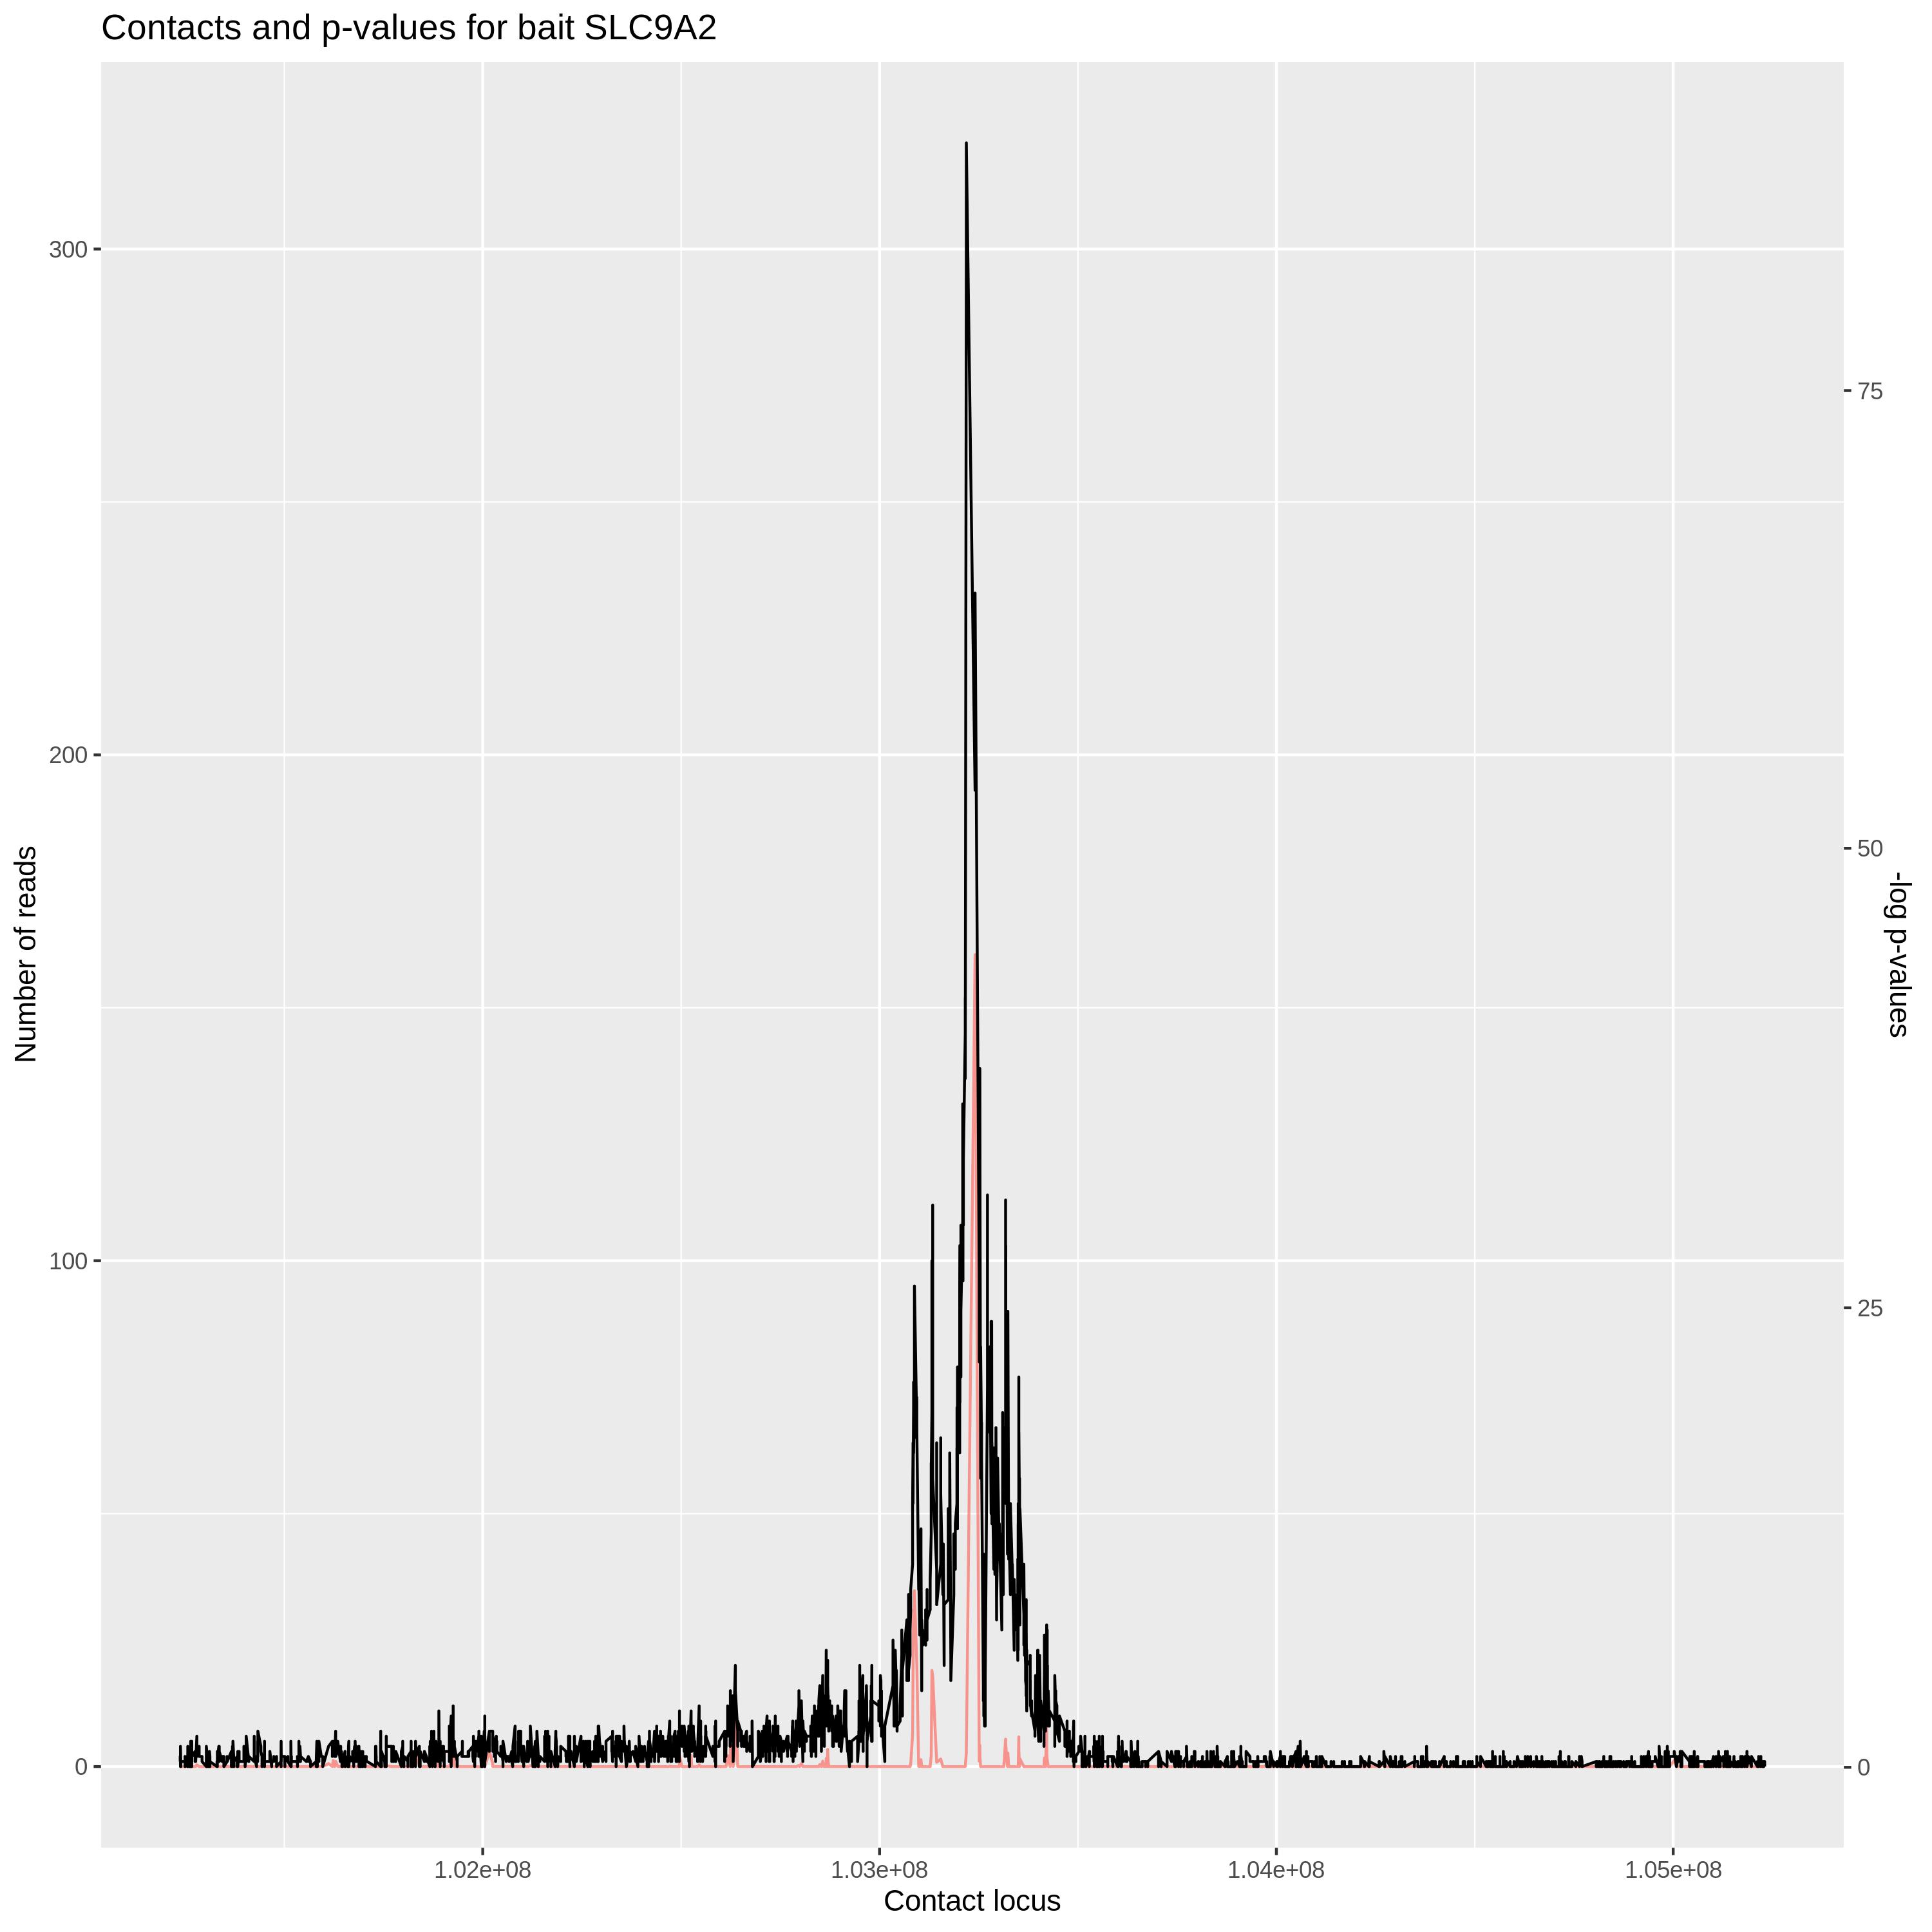 Contacts and p-values for bait SLC9A2
300
200
100
0
Number of reads
75
50
25
0
-log p-values
1.02e+08 1.03e+08 1.04e+08 1.05e+08
Contact locus